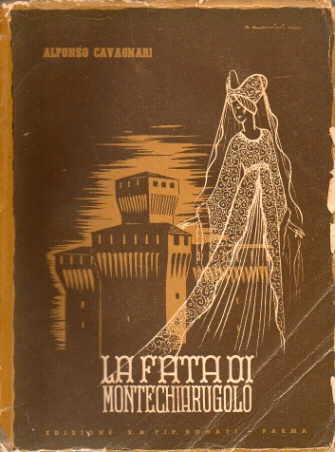 ALFONSO CAVAGNARI
LA FATA DI
MONTECHIARUGOLO
EDIZIONE S.A. TIP. DONATI - PARMA